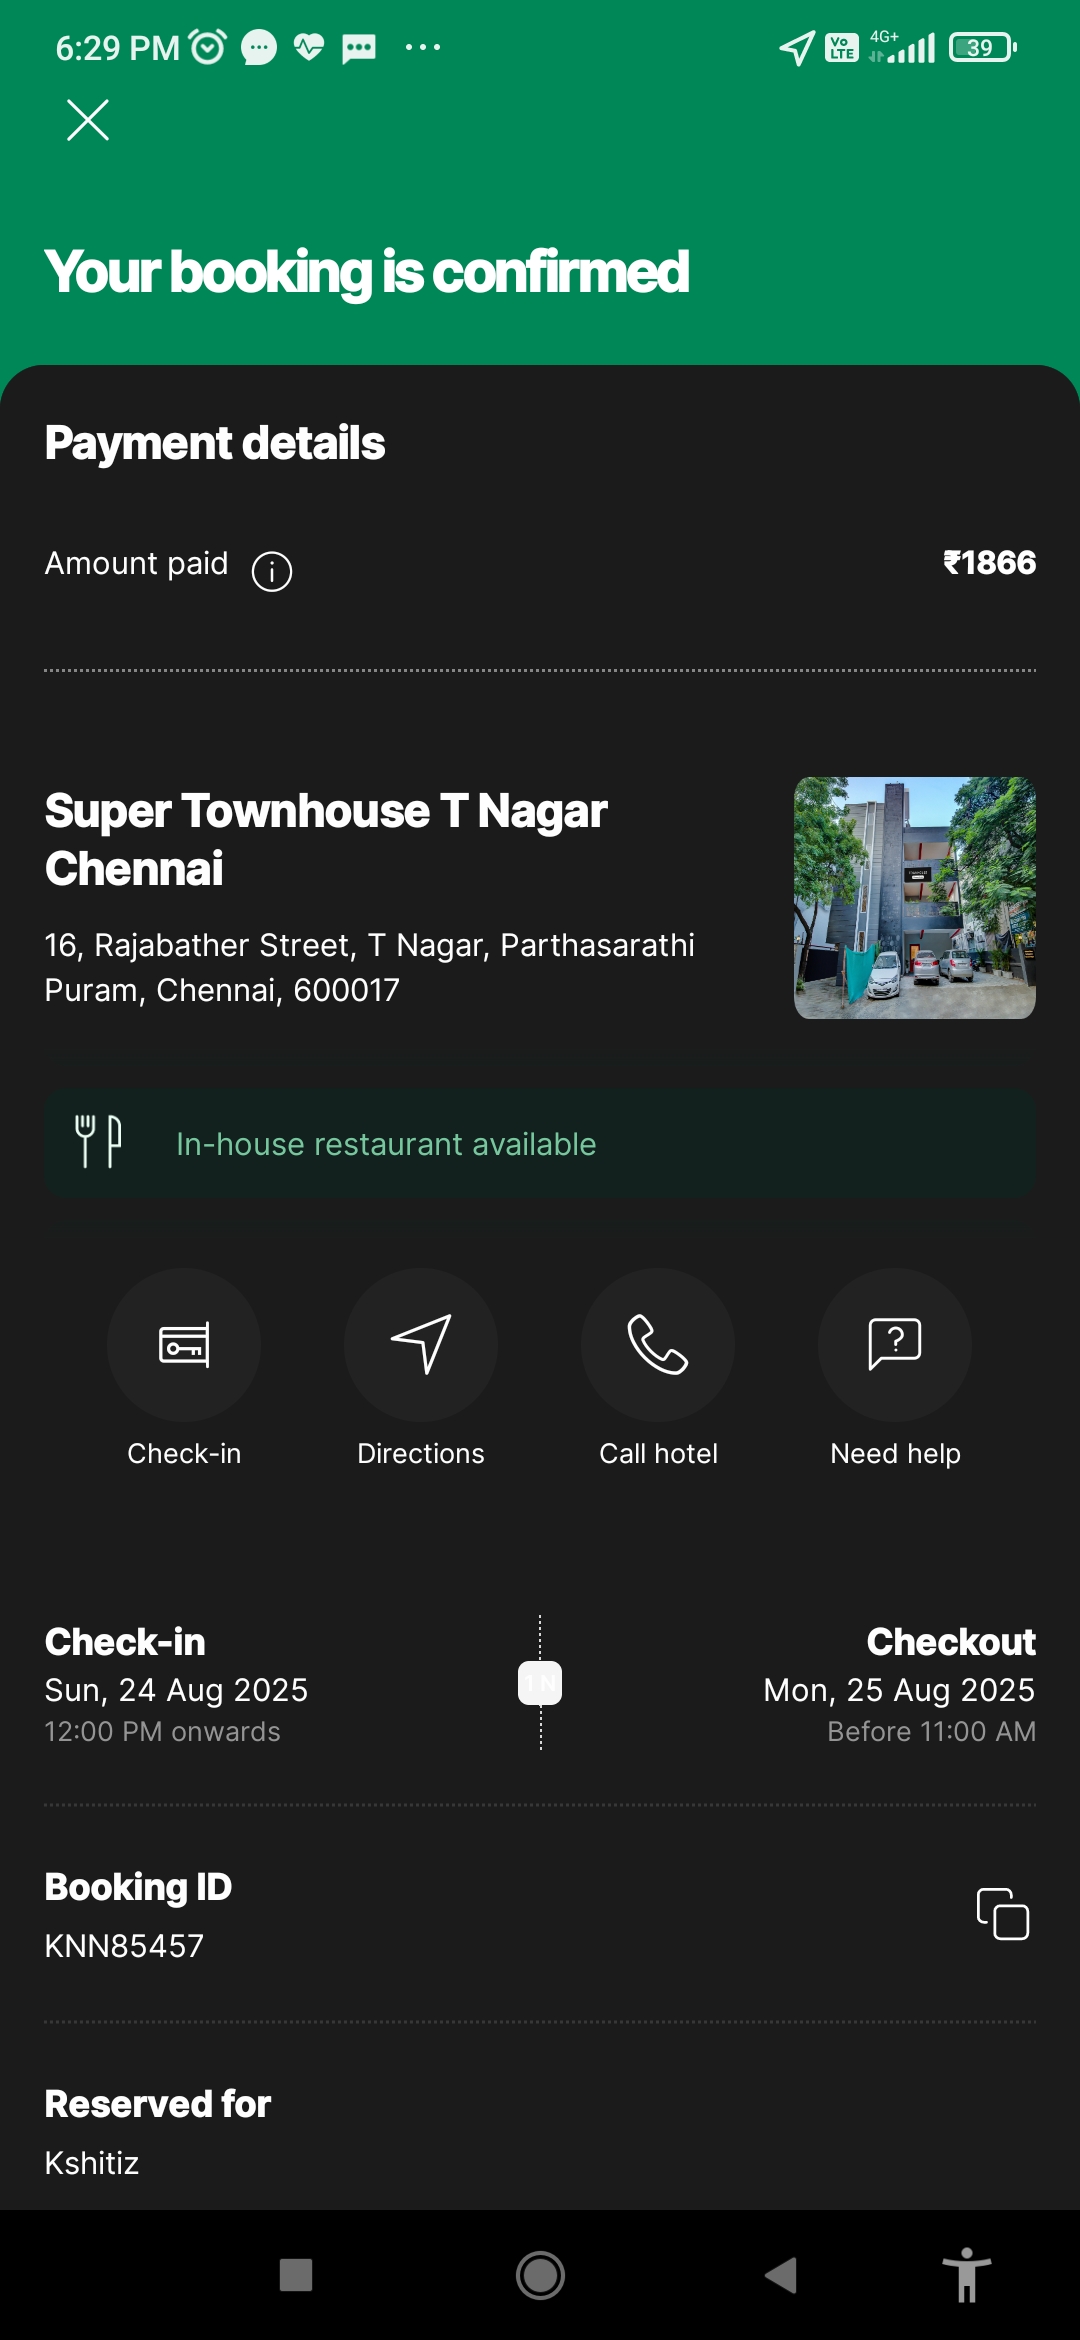 6:29 PM
Vo LTE
4G+
39
Your booking is confirmed
Payment details
Amount paid ₹1866
Super Townhouse T Nagar
Chennai
16, Rajabather Street, T Nagar, Parthasarathi
Puram, Chennai, 600017
In-house restaurant available
Check-in Directions Call hotel Need help
Check-in
Sun, 24 Aug 2025
12:00 PM onwards
1 N
Checkout
Mon, 25 Aug 2025
Before 11:00 AM
Booking ID
KNN85457
Reserved for
Kshitiz